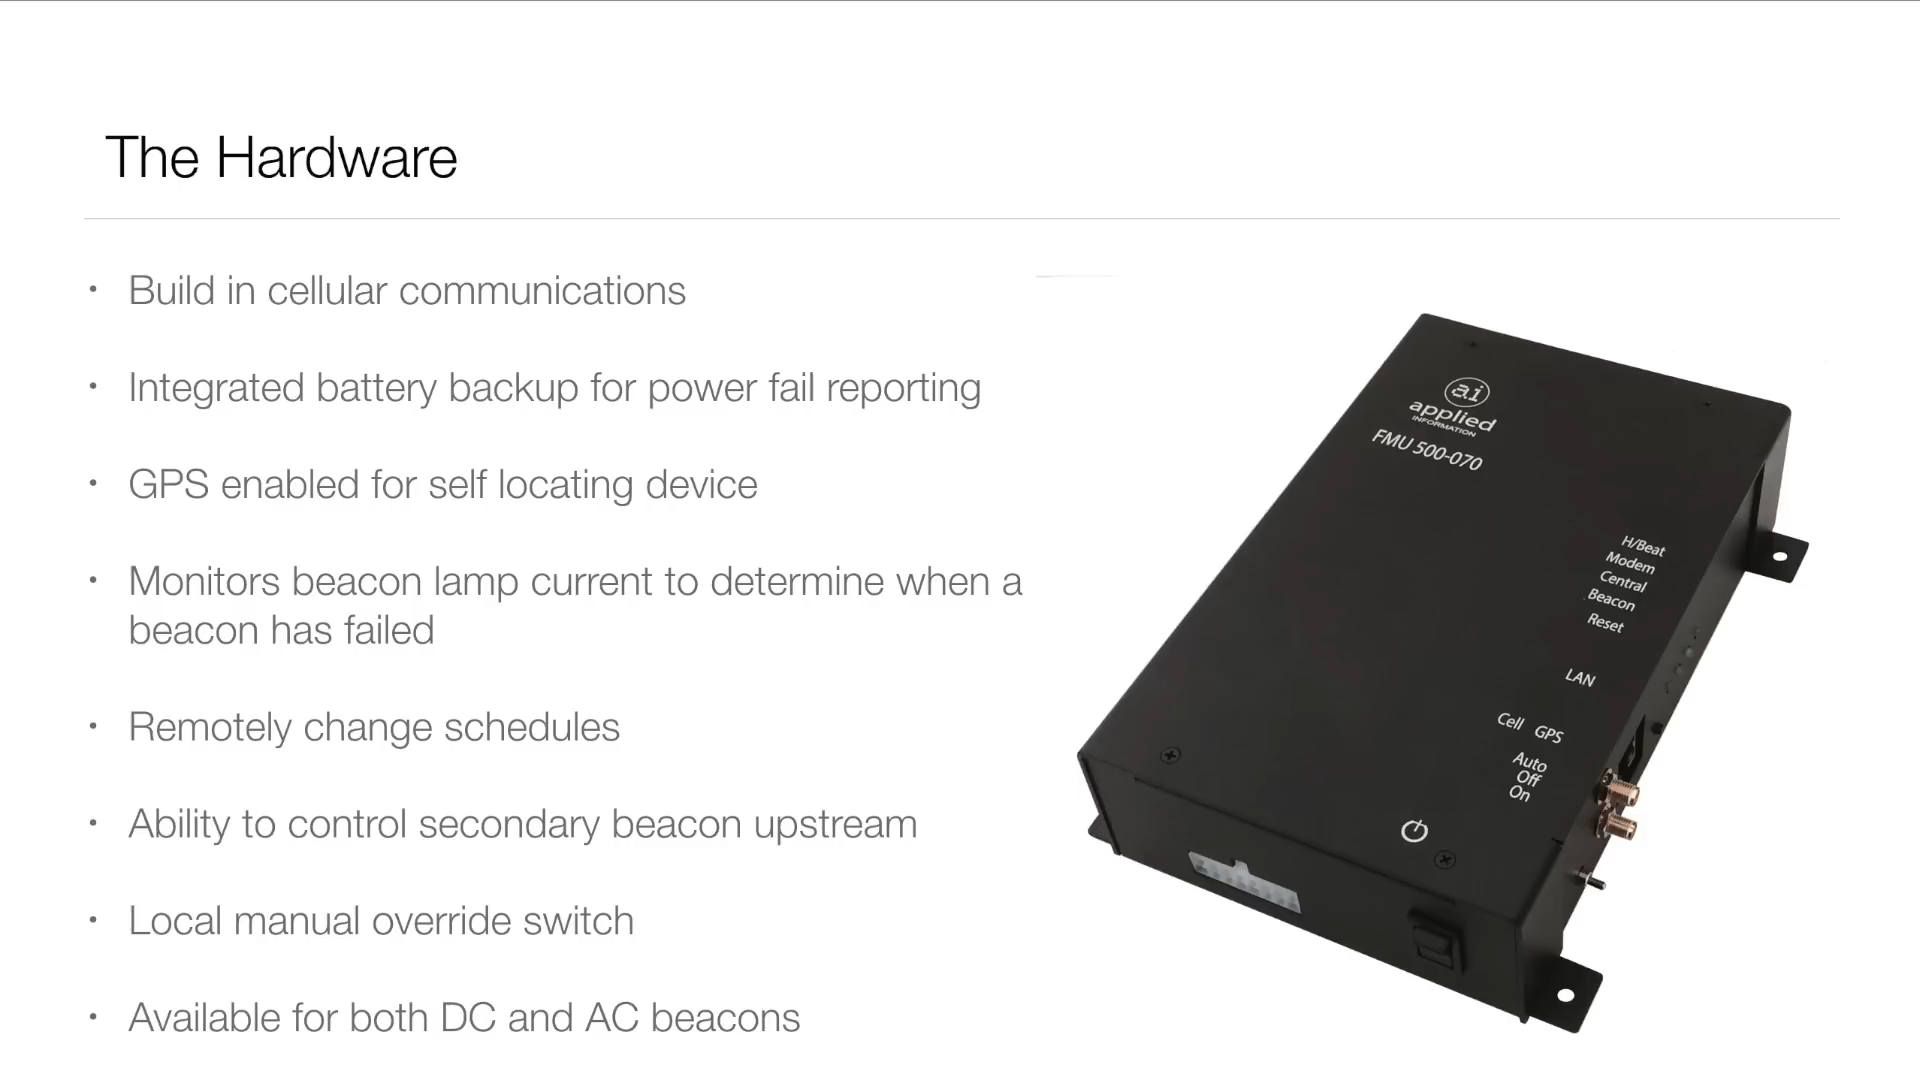 The Hardware
• Build in cellular communications
• Integrated battery backup for power fail reporting
• GPS enabled for self locating device
• Monitors beacon lamp current to determine when a
beacon has failed
• Remotely change schedules
• Ability to control secondary beacon upstream
• Local manual override switch
• Available for both DC and AC beacons
ai
applied
INFORMATION
FMU 500-070
H/Beat
Modem
Central
Beacon
Reset
LAN
Cell GPS
Auto
Off
On